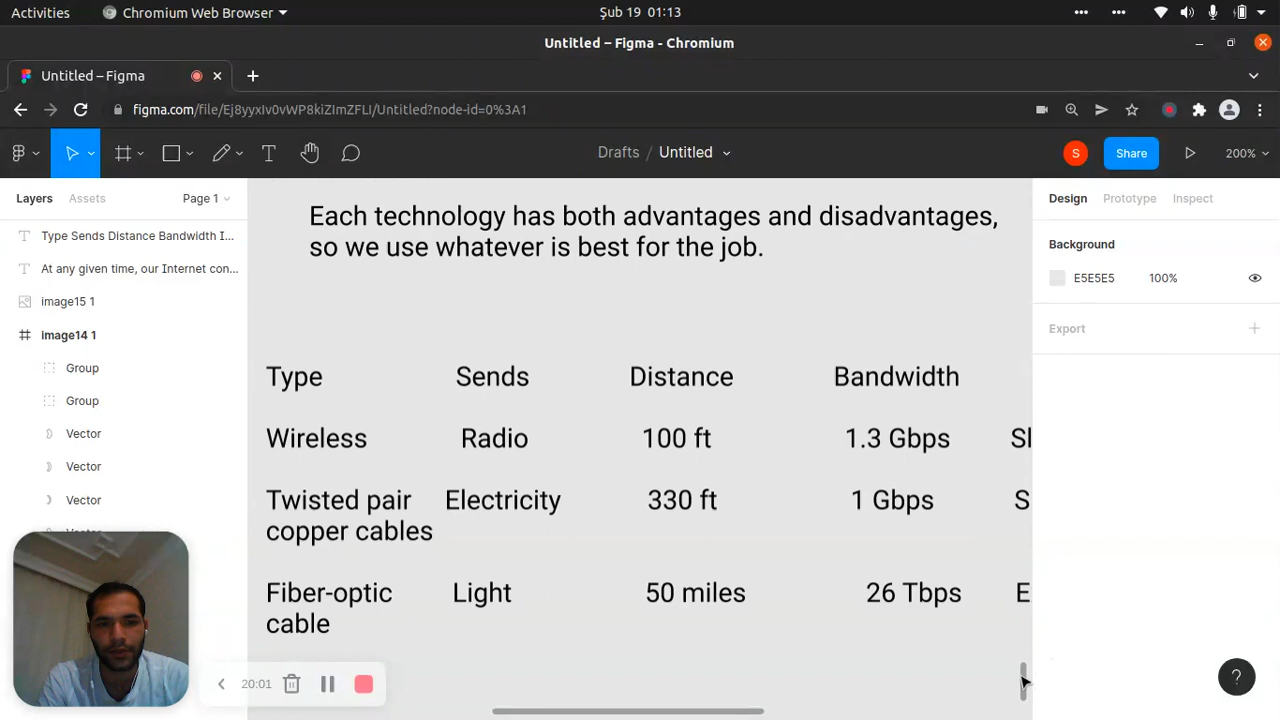 Activities Chromium Web Browser Şub 19 01:13
Untitled – Figma - Chromium
Untitled – Figma
figma.com/file/Ej8yyxIv0vWP8kiZImZFLI/Untitled?node-id=0%3A1
Drafts / Untitled S Share 200%
Layers Assets Page 1 Design Prototype Inspect
Type Sends Distance Bandwidth I...
At any given time, our Internet con...
image15 1
image14 1
Group
Group
Vector
Vector
Vector
Each technology has both advantages and disadvantages,
so we use whatever is best for the job.
Type Sends Distance Bandwidth
Wireless Radio 100 ft 1.3 Gbps Sl
Twisted pair Electricity 330 ft 1 Gbps S
copper cables
Fiber-optic Light 50 miles 26 Tbps E
cable
Background
E5E5E5 100%
Export
20:01
?